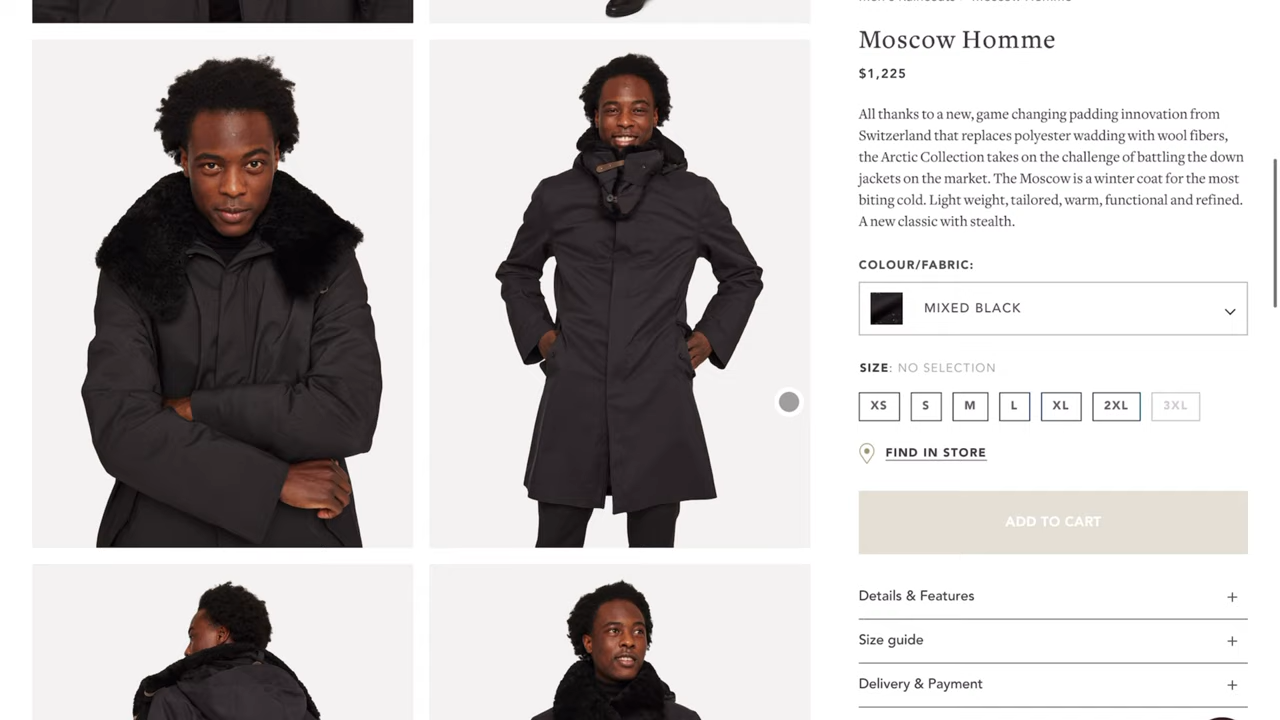 Men's Raincoats
Moscow Homme
Moscow Homme
$1,225
All thanks to a new, game changing padding innovation from
Switzerland that replaces polyester wadding with wool fibers,
the Arctic Collection takes on the challenge of battling the down
jackets on the market. The Moscow is a winter coat for the most
biting cold. Light weight, tailored, warm, functional and refined.
A new classic with stealth.
COLOUR/FABRIC:
MIXED BLACK
SIZE: NO SELECTION
XS S M L XL 2XL 3XL
FIND IN STORE
ADD TO CART
Details & Features +
Size guide +
Delivery & Payment +